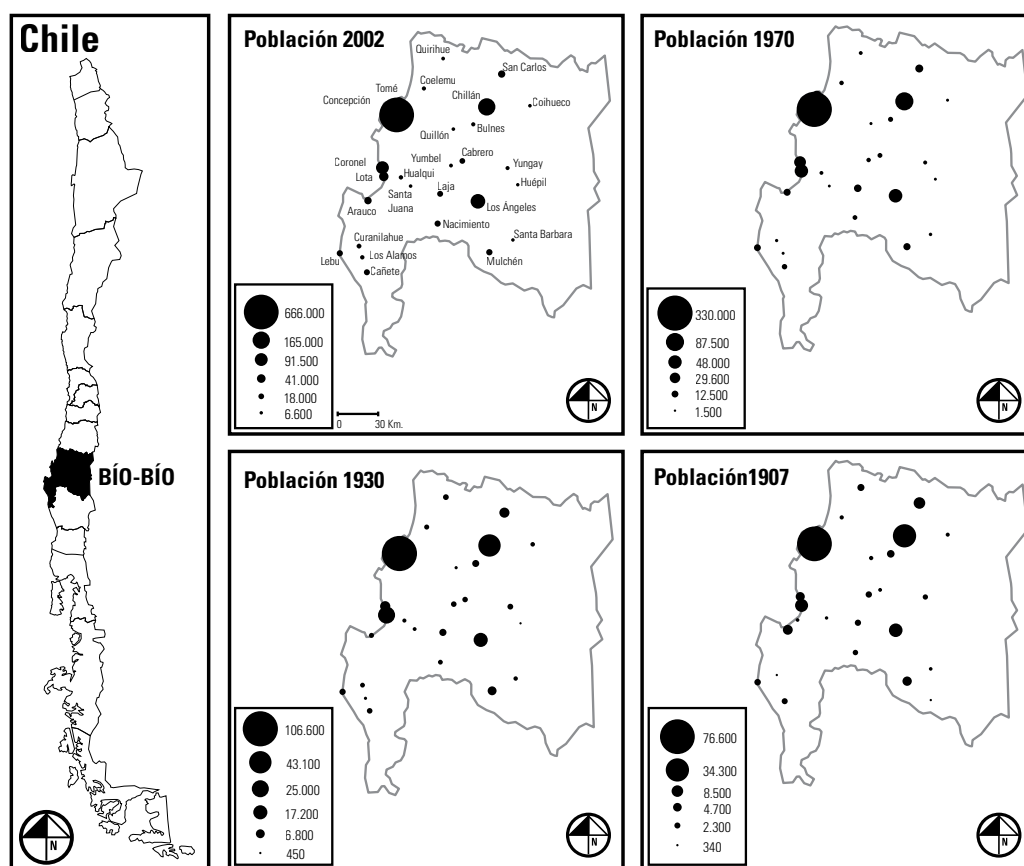 Chile
BÍO-BÍO
N
Población 2002
Quirihue
San Carlos
Tomé
Coelemu
Concepción
Chillán
Coihueco
Quillón
Bulnes
Coronel
Yumbel
Cabrero
Yungay
Lota
Hualqui
Huépil
Santa
Juana
Laja
Arauco
Los Ángeles
Nacimiento
Curanilahue
Santa Barbara
Lebu
Los Alamos
Mulchén
Cañete
666.000
165.000
91.500
41.000
18.000
6.600
0 30 Km.
N
Población 1970
330.000
87.500
48.000
29.600
12.500
1.500
N
Población 1930
106.600
43.100
25.000
17.200
6.800
450
N
Población1907
76.600
34.300
8.500
4.700
2.300
340
N